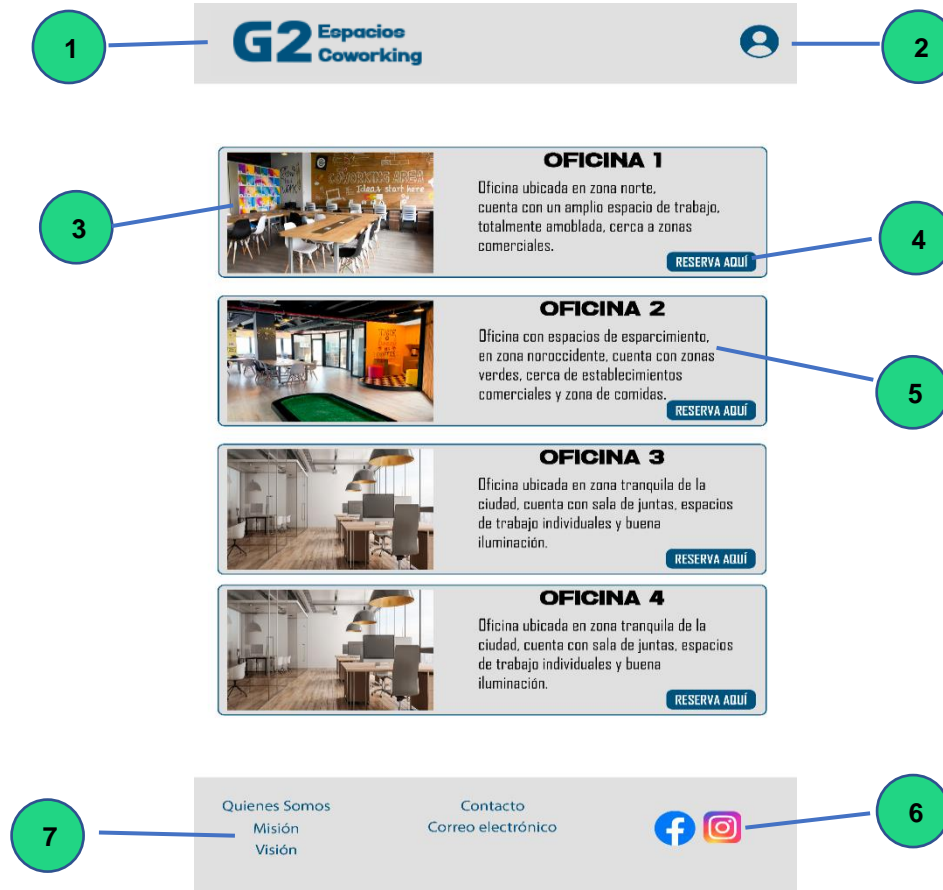 1
G2 Espacios
Coworking
2
3
COWORKING AREA
Ideas start here
OFICINA 1
Oficina ubicada en zona norte,
cuenta con un amplio espacio de trabajo,
totalmente amoblada, cerca a zonas
comerciales.
RESERVA AQUÍ
4
OFICINA 2
Oficina con espacios de esparcimiento,
en zona noroccidente, cuenta con zonas
verdes, cerca de establecimientos
comerciales y zona de comidas.
RESERVA AQUÍ
5
OFICINA 3
Oficina ubicada en zona tranquila de la
ciudad, cuenta con sala de juntas, espacios
de trabajo individuales y buena
iluminación.
RESERVA AQUÍ
OFICINA 4
Oficina ubicada en zona tranquila de la
ciudad, cuenta con sala de juntas, espacios
de trabajo individuales y buena
iluminación.
RESERVA AQUÍ
7
Quienes Somos
Misión
Visión
Contacto
Correo electrónico
6